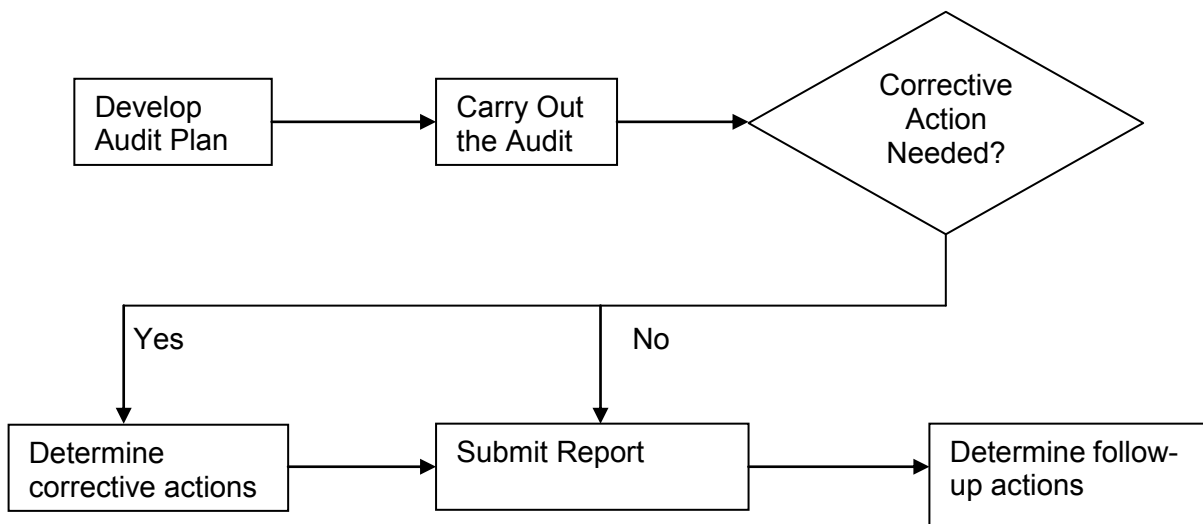 Develop
Audit Plan
Carry Out
the Audit
Corrective
Action
Needed?
Yes
No
Determine
corrective actions
Submit Report
Determine follow-
up actions